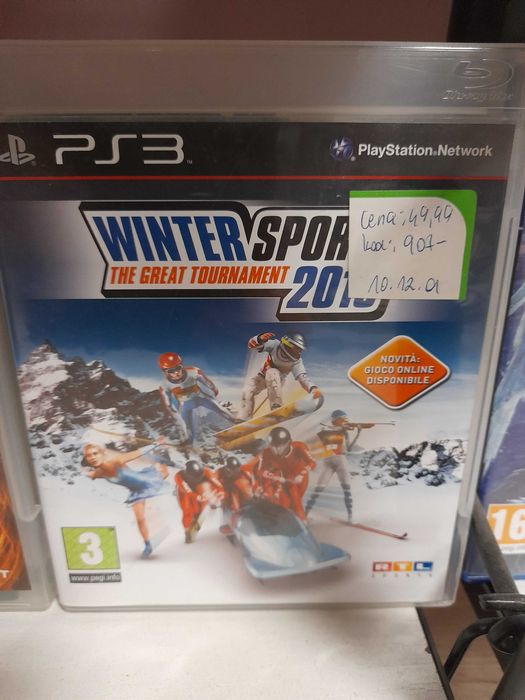 Blu-ray Disc
PS3
PlayStation®Network
WINTER SPOR
THE GREAT TOURNAMENT
201
Cena:, 49,99
kod:, 907-
10.12.
NOVITÀ:
GIOCO ONLINE
DISPONIBILE
3
www.pegi.info
RTL
SPORTS
16
T